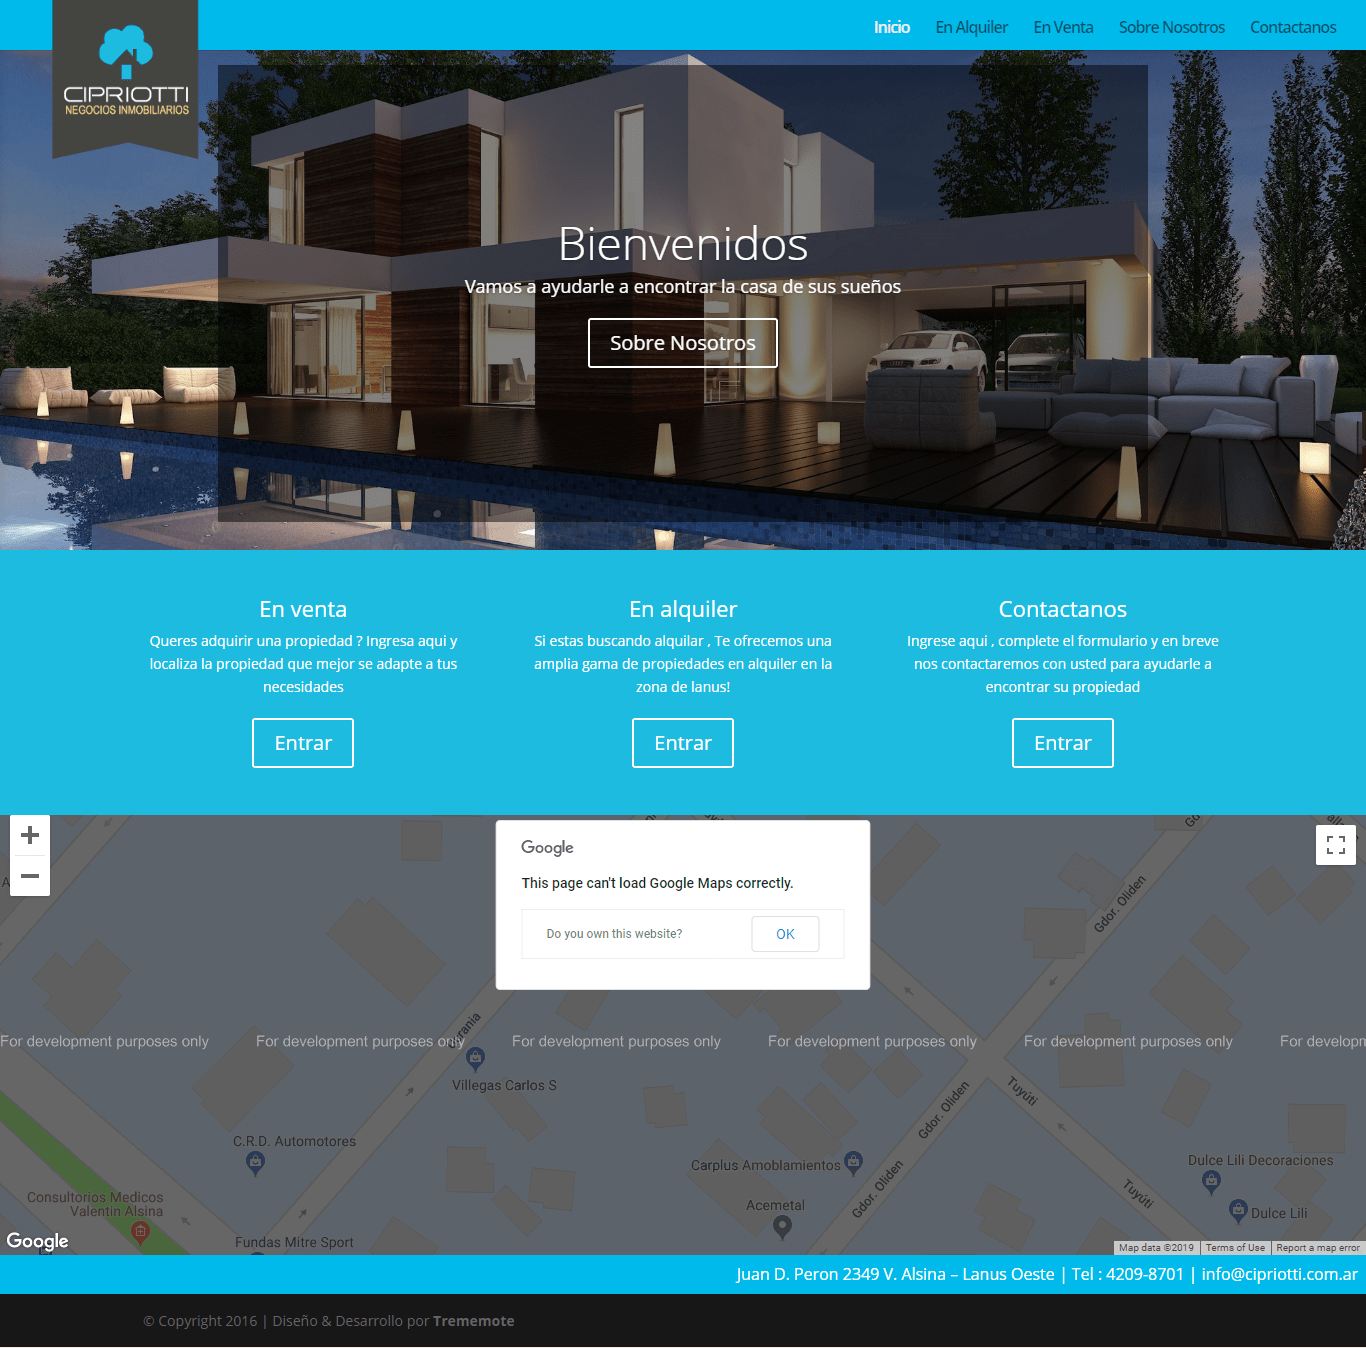 CIPRIOTTI
NEGOCIOS INMOBILIARIOS
Inicio
En Alquiler
En Venta
Sobre Nosotros
Contactanos
Bienvenidos
Vamos a ayudarle a encontrar la casa de sus sueños
Sobre Nosotros
En venta
Queres adquirir una propiedad ? Ingresa aqui y
localiza la propiedad que mejor se adapte a tus
necesidades
Entrar
En alquiler
Si estas buscando alquilar , Te ofrecemos una
amplia gama de propiedades en alquiler en la
zona de lanus!
Entrar
Contactanos
Ingrese aqui , complete el formulario y en breve
nos contactaremos con usted para ayudarle a
encontrar su propiedad
Entrar
Google
This page can't load Google Maps correctly.
Do you own this website?
OK
Gdor. Oliden
For development purposes only
For development purposes only
For development purposes only
For development purposes only
For development purposes only
For developm
Villegas Carlos S
Tuyúti
Gdor. Oliden
C.R.D. Automotores
Carplus Amoblamientos
Dulce Lili Decoraciones
Gdor. Oliden
Tuyúti
Consultorios Medicos
Valentin Alsina
Acemetal
Dulce Lili
Fundas Mitre Sport
Google
Map data ©2019
Terms of Use
Report a map error
Juan D. Peron 2349 V. Alsina – Lanus Oeste | Tel : 4209-8701 | info@cipriotti.com.ar
© Copyright 2016 | Diseño & Desarrollo por Trememote